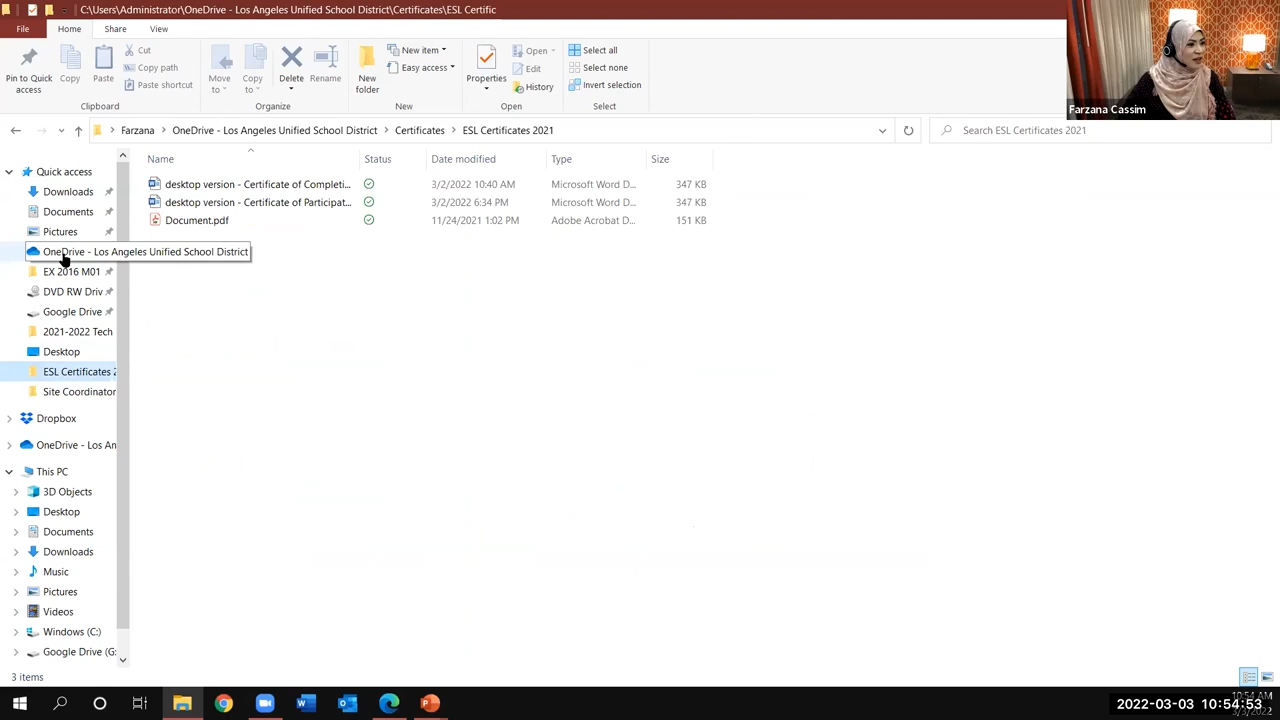 C:\Users\Administrator\OneDrive - Los Angeles Unified School District\Certificates\ESL Certific
File Home Share View
Pin to Quick access
Copy
Paste
Cut
Copy path
Paste shortcut
Clipboard
Move to
Copy to
Delete
Rename
Organize
New folder
New item
Easy access
New
Properties
Open
Edit
History
Open
Select all
Select none
Invert selection
Select
Farzana Cassim
Farzana > OneDrive - Los Angeles Unified School District > Certificates > ESL Certificates 2021
Search ESL Certificates 2021
Name Status Date modified Type Size
desktop version - Certificate of Completi... 3/2/2022 10:40 AM Microsoft Word D... 347 KB
desktop version - Certificate of Participat... 3/2/2022 6:34 PM Microsoft Word D... 347 KB
Document.pdf 11/24/2021 1:02 PM Adobe Acrobat D... 151 KB
Quick access
Downloads
Documents
Pictures
OneDrive - Los Angeles Unified School District
EX 2016 M01
DVD RW Driv
Google Drive
2021-2022 Tech
Desktop
ESL Certificates 2
Site Coordinator
Dropbox
OneDrive - Los An
This PC
3D Objects
Desktop
Documents
Downloads
Music
Pictures
Videos
Windows (C:)
Google Drive (G:
3 items
10:54 AM
3/3/2022
2022-03-03 10:54:53